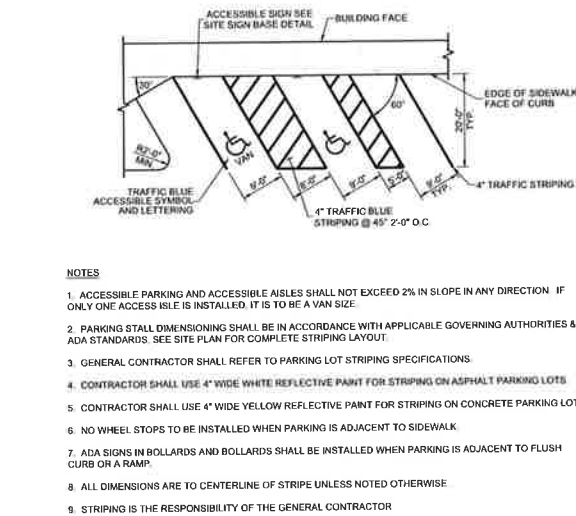 ACCESSIBLE SIGN SEE
SITE SIGN BASE DETAIL
BUILDING FACE
30°
60°
EDGE OF SIDEWALK
FACE OF CURB
20'-0"
TYP.
R2'-0"
MIN.
VAN
TRAFFIC BLUE
ACCESSIBLE SYMBOL
AND LETTERING
9'-0"
8'-0"
9'-0"
5'-0"
9'-0"
TYP.
4" TRAFFIC STRIPING
4" TRAFFIC BLUE
STRIPING @ 45° 2'-0" O.C.
NOTES
1. ACCESSIBLE PARKING AND ACCESSIBLE AISLES SHALL NOT EXCEED 2% IN SLOPE IN ANY DIRECTION. IF
ONLY ONE ACCESS ISLE IS INSTALLED, IT IS TO BE A VAN SIZE.
2. PARKING STALL DIMENSIONING SHALL BE IN ACCORDANCE WITH APPLICABLE GOVERNING AUTHORITIES &
ADA STANDARDS. SEE SITE PLAN FOR COMPLETE STRIPING LAYOUT.
3. GENERAL CONTRACTOR SHALL REFER TO PARKING LOT STRIPING SPECIFICATIONS.
4. CONTRACTOR SHALL USE 4" WIDE WHITE REFLECTIVE PAINT FOR STRIPING ON ASPHALT PARKING LOTS.
5. CONTRACTOR SHALL USE 4" WIDE YELLOW REFLECTIVE PAINT FOR STRIPING ON CONCRETE PARKING LOT
6. NO WHEEL STOPS TO BE INSTALLED WHEN PARKING IS ADJACENT TO SIDEWALK.
7. ADA SIGNS IN BOLLARDS AND BOLLARDS SHALL BE INSTALLED WHEN PARKING IS ADJACENT TO FLUSH
CURB OR A RAMP.
8. ALL DIMENSIONS ARE TO CENTERLINE OF STRIPE UNLESS NOTED OTHERWISE.
9. STRIPING IS THE RESPONSIBILITY OF THE GENERAL CONTRACTOR